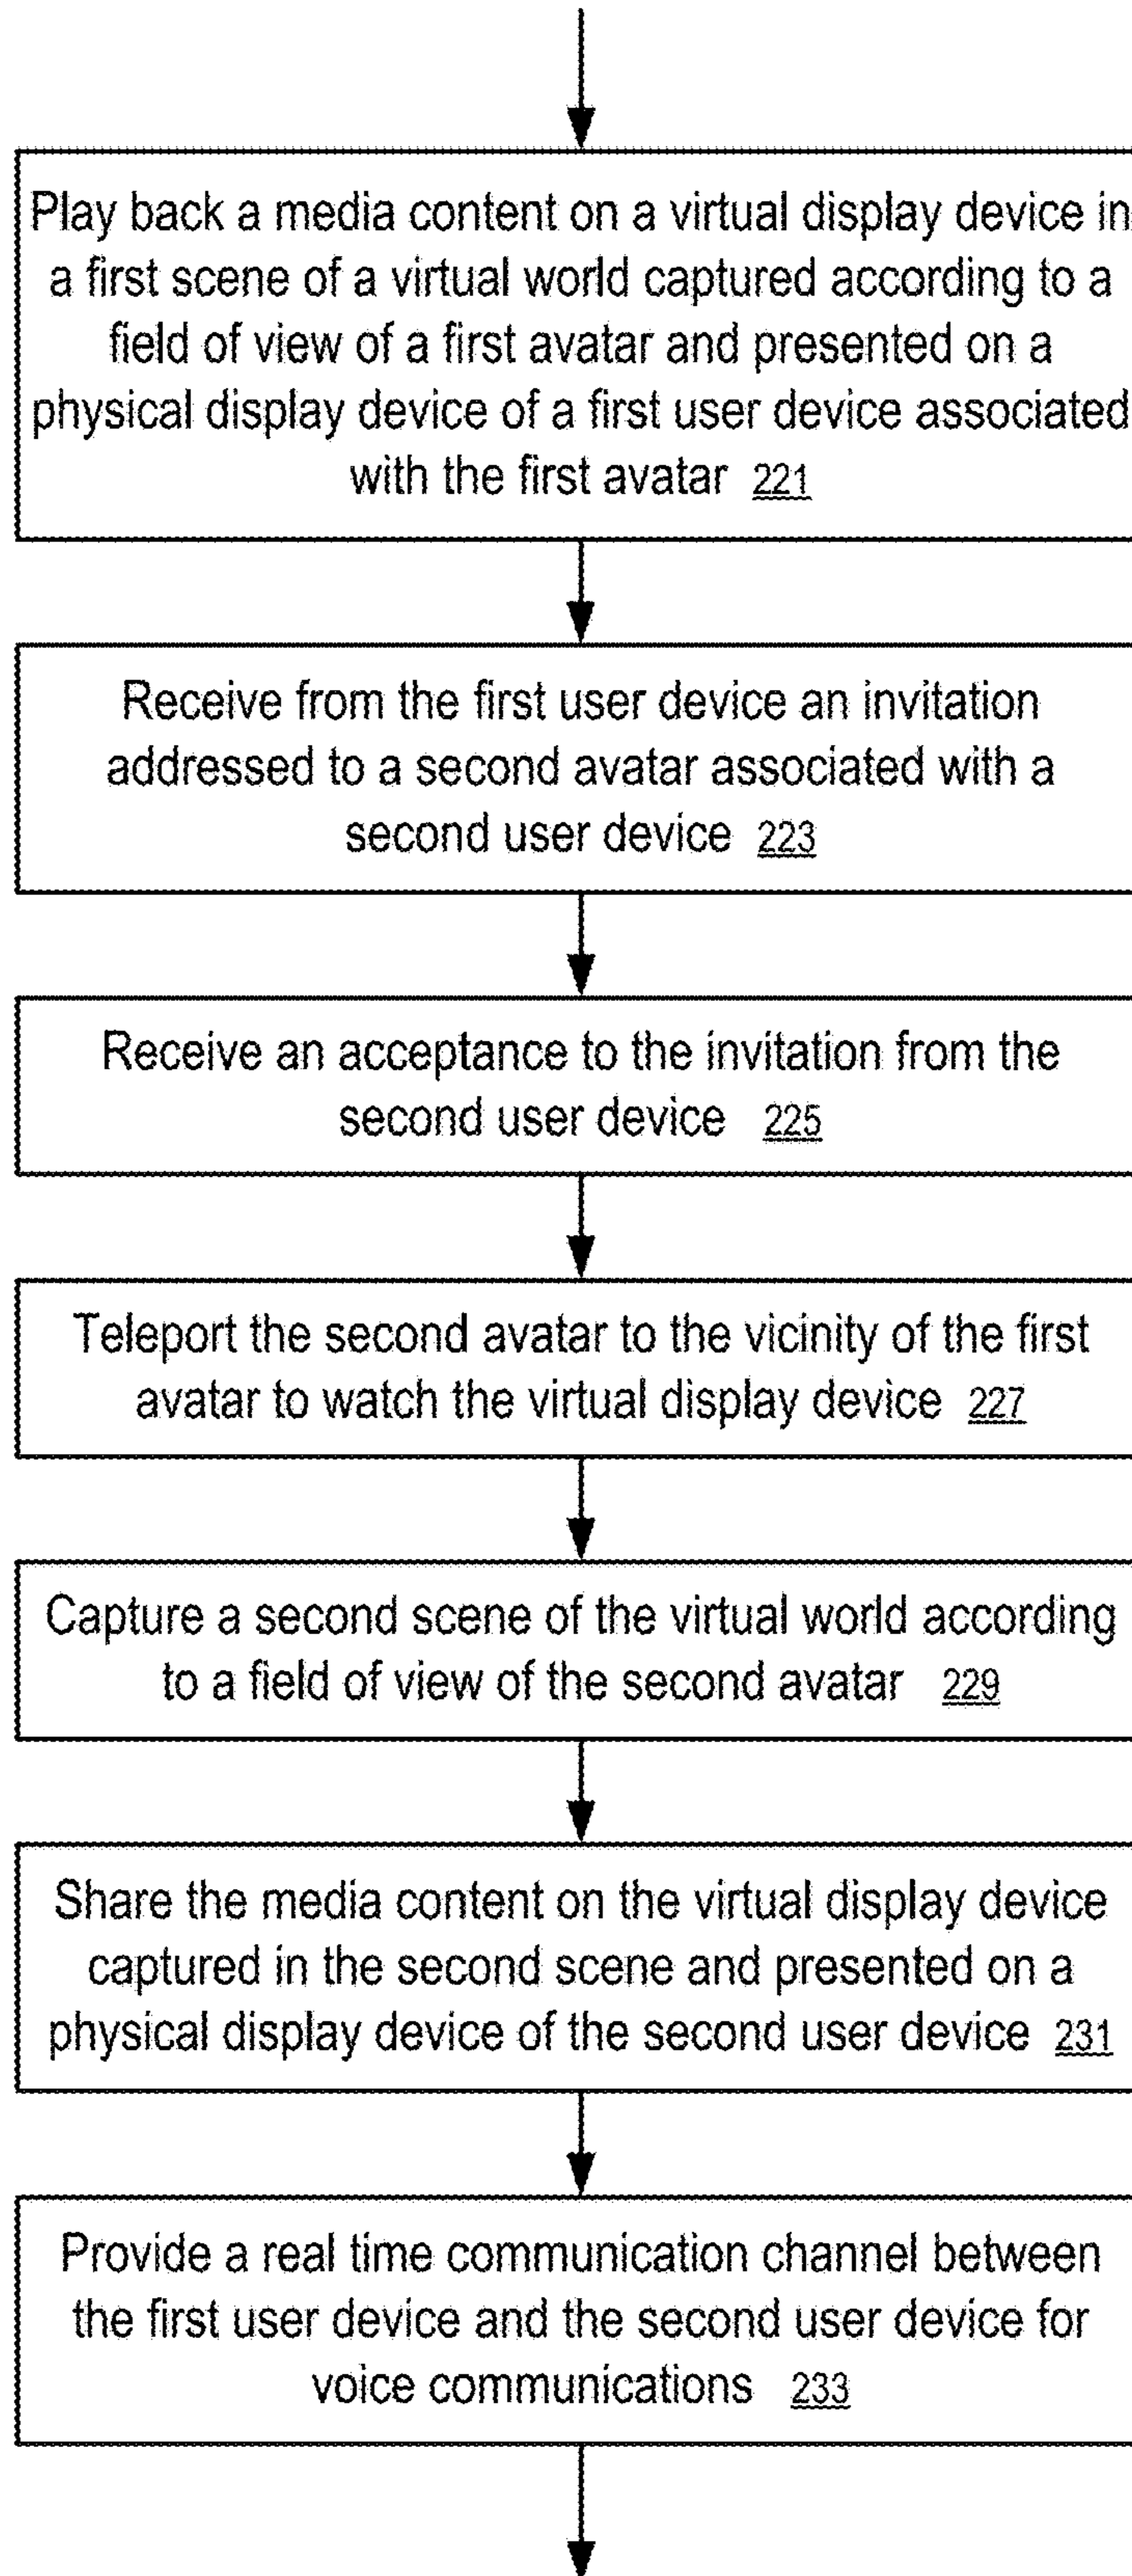 Play back a media content on a virtual display device in
a first scene of a virtual world captured according to a
field of view of a first avatar and presented on a
physical display device of a first user device associated
with the first avatar 221
Receive from the first user device an invitation
addressed to a second avatar associated with a
second user device 223
Receive an acceptance to the invitation from the
second user device 225
Teleport the second avatar to the vicinity of the first
avatar to watch the virtual display device 227
Capture a second scene of the virtual world according
to a field of view of the second avatar 229
Share the media content on the virtual display device
captured in the second scene and presented on a
physical display device of the second user device 231
Provide a real time communication channel between
the first user device and the second user device for
voice communications 233